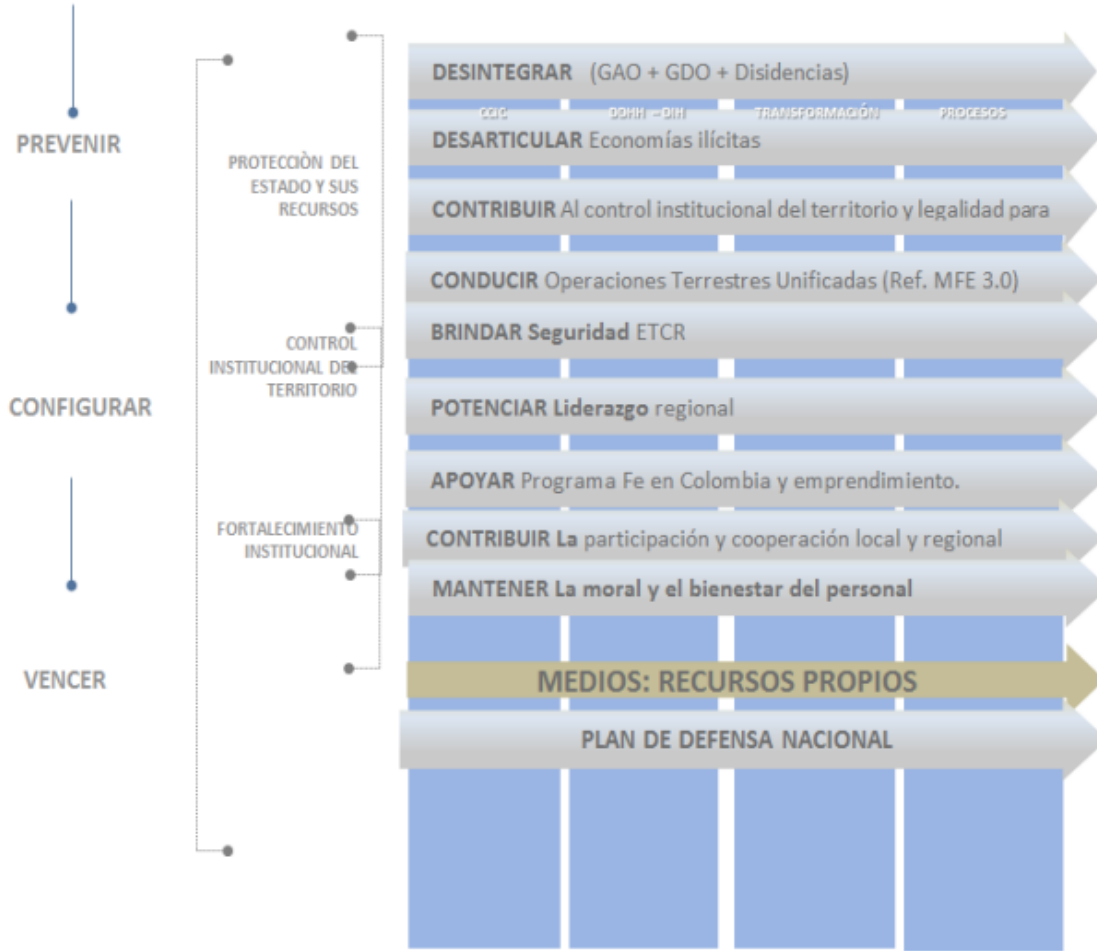 PREVENIR
CONFIGURAR
VENCER
PROTECCIÒN DEL
ESTADO Y SUS
RECURSOS
CONTROL
INSTITUCIONAL DEL
TERRITORIO
FORTALECIMIENTO
INSTITUCIONAL
DESINTEGRAR (GAO + GDO + Disidencias)
CCIC DDHH – DIH TRANSFORMACIÓN PROCESOS
DESARTICULAR Economías ilícitas
CONTRIBUIR Al control institucional del territorio y legalidad para
CONDUCIR Operaciones Terrestres Unificadas (Ref. MFE 3.0)
BRINDAR Seguridad ETCR
POTENCIAR Liderazgo regional
APOYAR Programa Fe en Colombia y emprendimiento.
CONTRIBUIR La participación y cooperación local y regional
MANTENER La moral y el bienestar del personal
MEDIOS: RECURSOS PROPIOS
PLAN DE DEFENSA NACIONAL